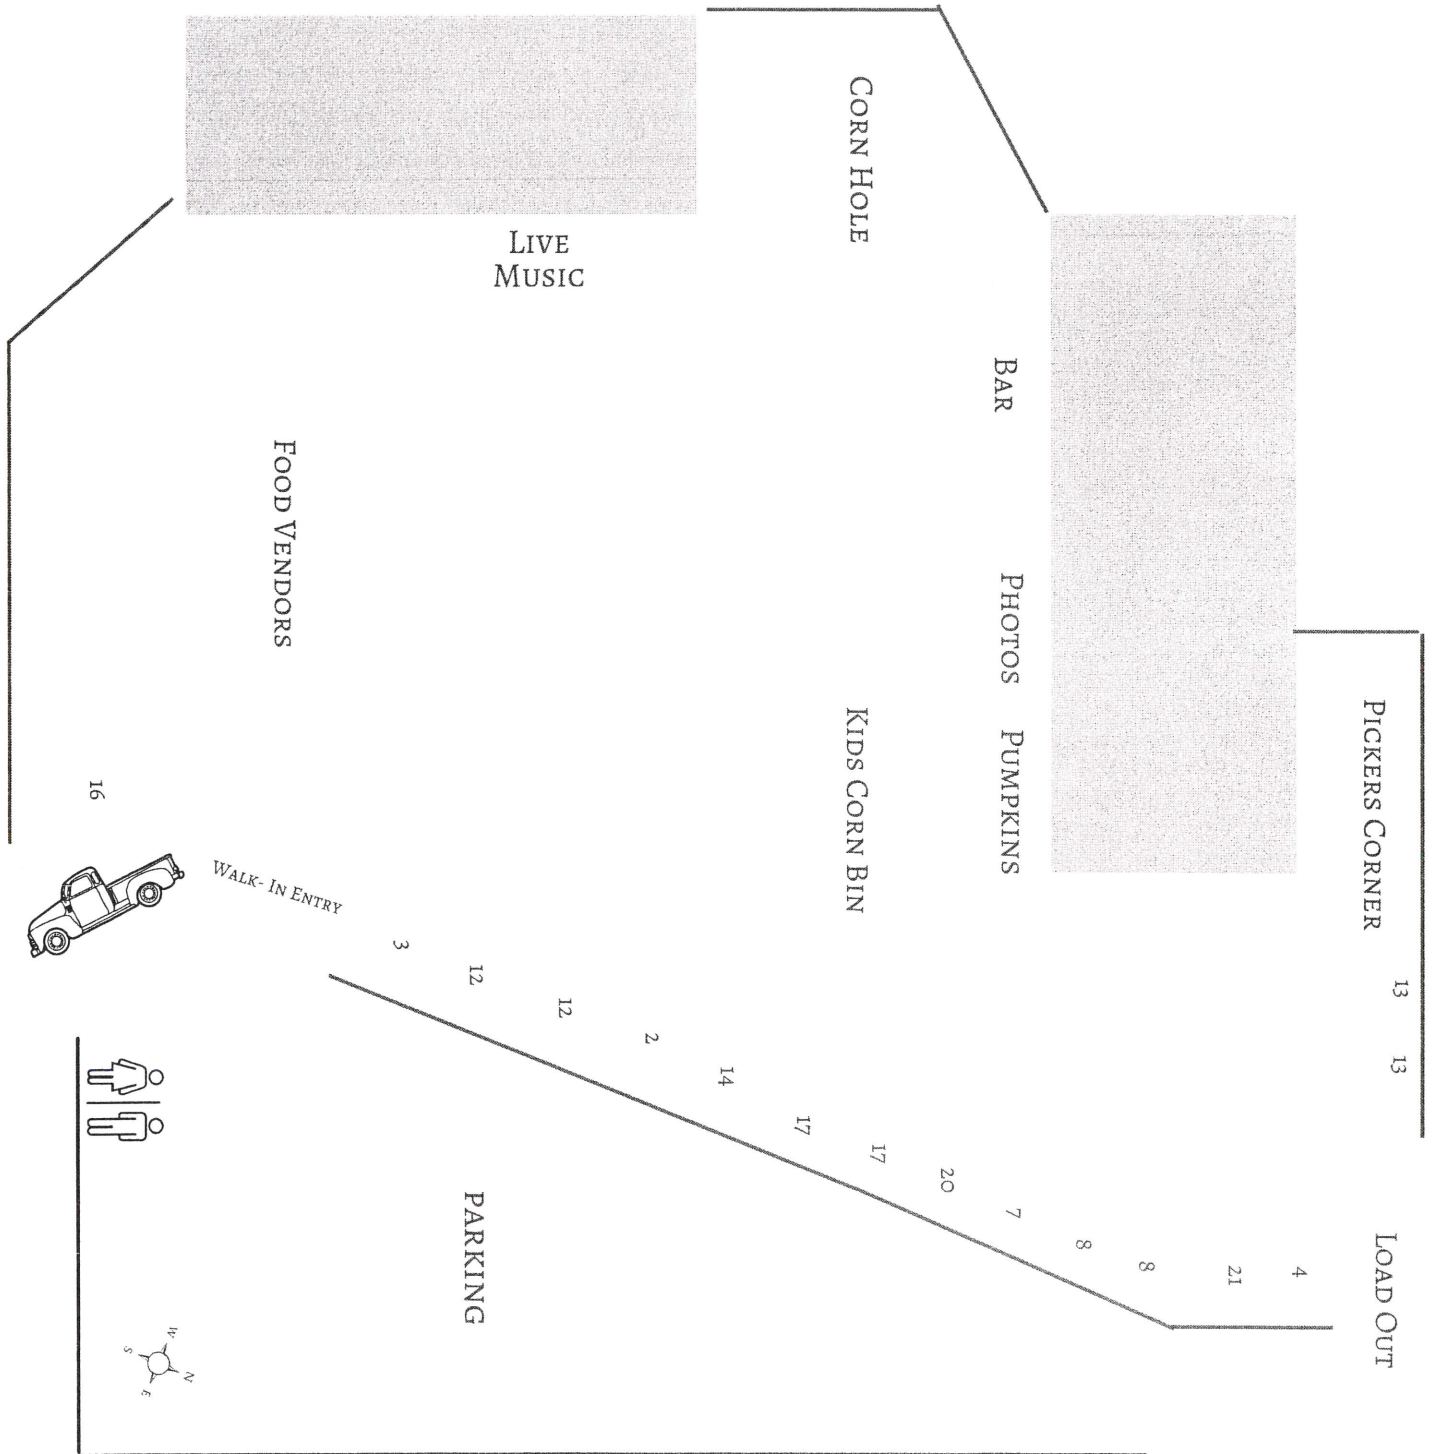 Corn Hole
Live
Music
Bar
Food Vendors
Photos
Pumpkins
Kids Corn Bin
Pickers Corner
16
Walk-In Entry
3
12
12
2
14
17
17
20
7
8
8
21
4
13
13
Load Out
Parking
N
E
S
W